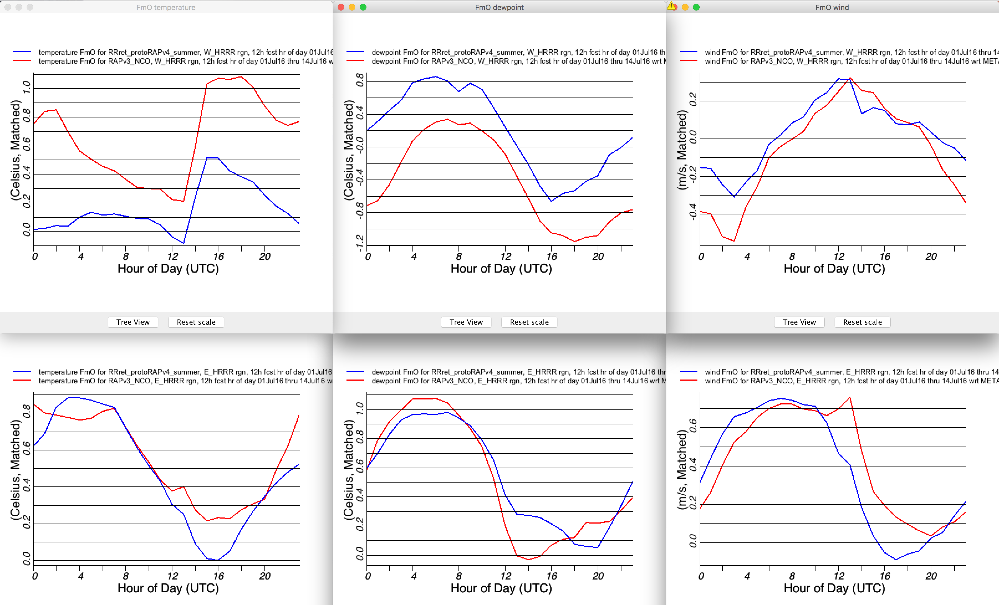 FmO temperature
temperature FmO for RRret_protoRAPv4_summer, W_HRRR rgn, 12h fcst hr of day 01Jul16
temperature FmO for RAPv3_NCO, W_HRRR rgn, 12h fcst hr of day 01Jul16 thru 14Jul16 w
(Celsius, Matched)
1.0
0.8
0.6
0.4
0.2
0.0
0 4 8 12 16 20
Hour of Day (UTC)
Tree View Reset scale
FmO dewpoint
dewpoint FmO for RRret_protoRAPv4_summer, W_HRRR rgn, 12h fcst hr of day 01Jul16 th
dewpoint FmO for RAPv3_NCO, W_HRRR rgn, 12h fcst hr of day 01Jul16 thru 14Jul16 wrt M
(Celsius, Matched)
0.8
0.4
-0.0
-0.4
-0.8
-1.2
0 4 8 12 16 20
Hour of Day (UTC)
Tree View Reset scale
FmO wind
wind FmO for RRret_protoRAPv4_summer, W_HRRR rgn, 12h fcst hr of day 01Jul16 thru 14
wind FmO for RAPv3_NCO, W_HRRR rgn, 12h fcst hr of day 01Jul16 thru 14Jul16 wrt META
(m/s, Matched)
0.2
0.0
-0.2
-0.4
0 4 8 12 16 20
Hour of Day (UTC)
Tree View Reset scale
temperature FmO for RRret_protoRAPv4_summer, E_HRRR rgn, 12h fcst hr of day 01Jul16
temperature FmO for RAPv3_NCO, E_HRRR rgn, 12h fcst hr of day 01Jul16 thru 14Jul16 w
(Celsius, Matched)
0.8
0.6
0.4
0.2
0.0
0 4 8 12 16 20
Hour of Day (UTC)
dewpoint FmO for RRret_protoRAPv4_summer, E_HRRR rgn, 12h fcst hr of day 01Jul16 thr
dewpoint FmO for RAPv3_NCO, E_HRRR rgn, 12h fcst hr of day 01Jul16 thru 14Jul16 wrt M
(Celsius, Matched)
1.0
0.8
0.6
0.4
0.2
0.0
0 4 8 12 16 20
Hour of Day (UTC)
wind FmO for RRret_protoRAPv4_summer, E_HRRR rgn, 12h fcst hr of day 01Jul16 thru 14
wind FmO for RAPv3_NCO, E_HRRR rgn, 12h fcst hr of day 01Jul16 thru 14Jul16 wrt META
(m/s, Matched)
0.6
0.4
0.2
0.0
0 4 8 12 16 20
Hour of Day (UTC)